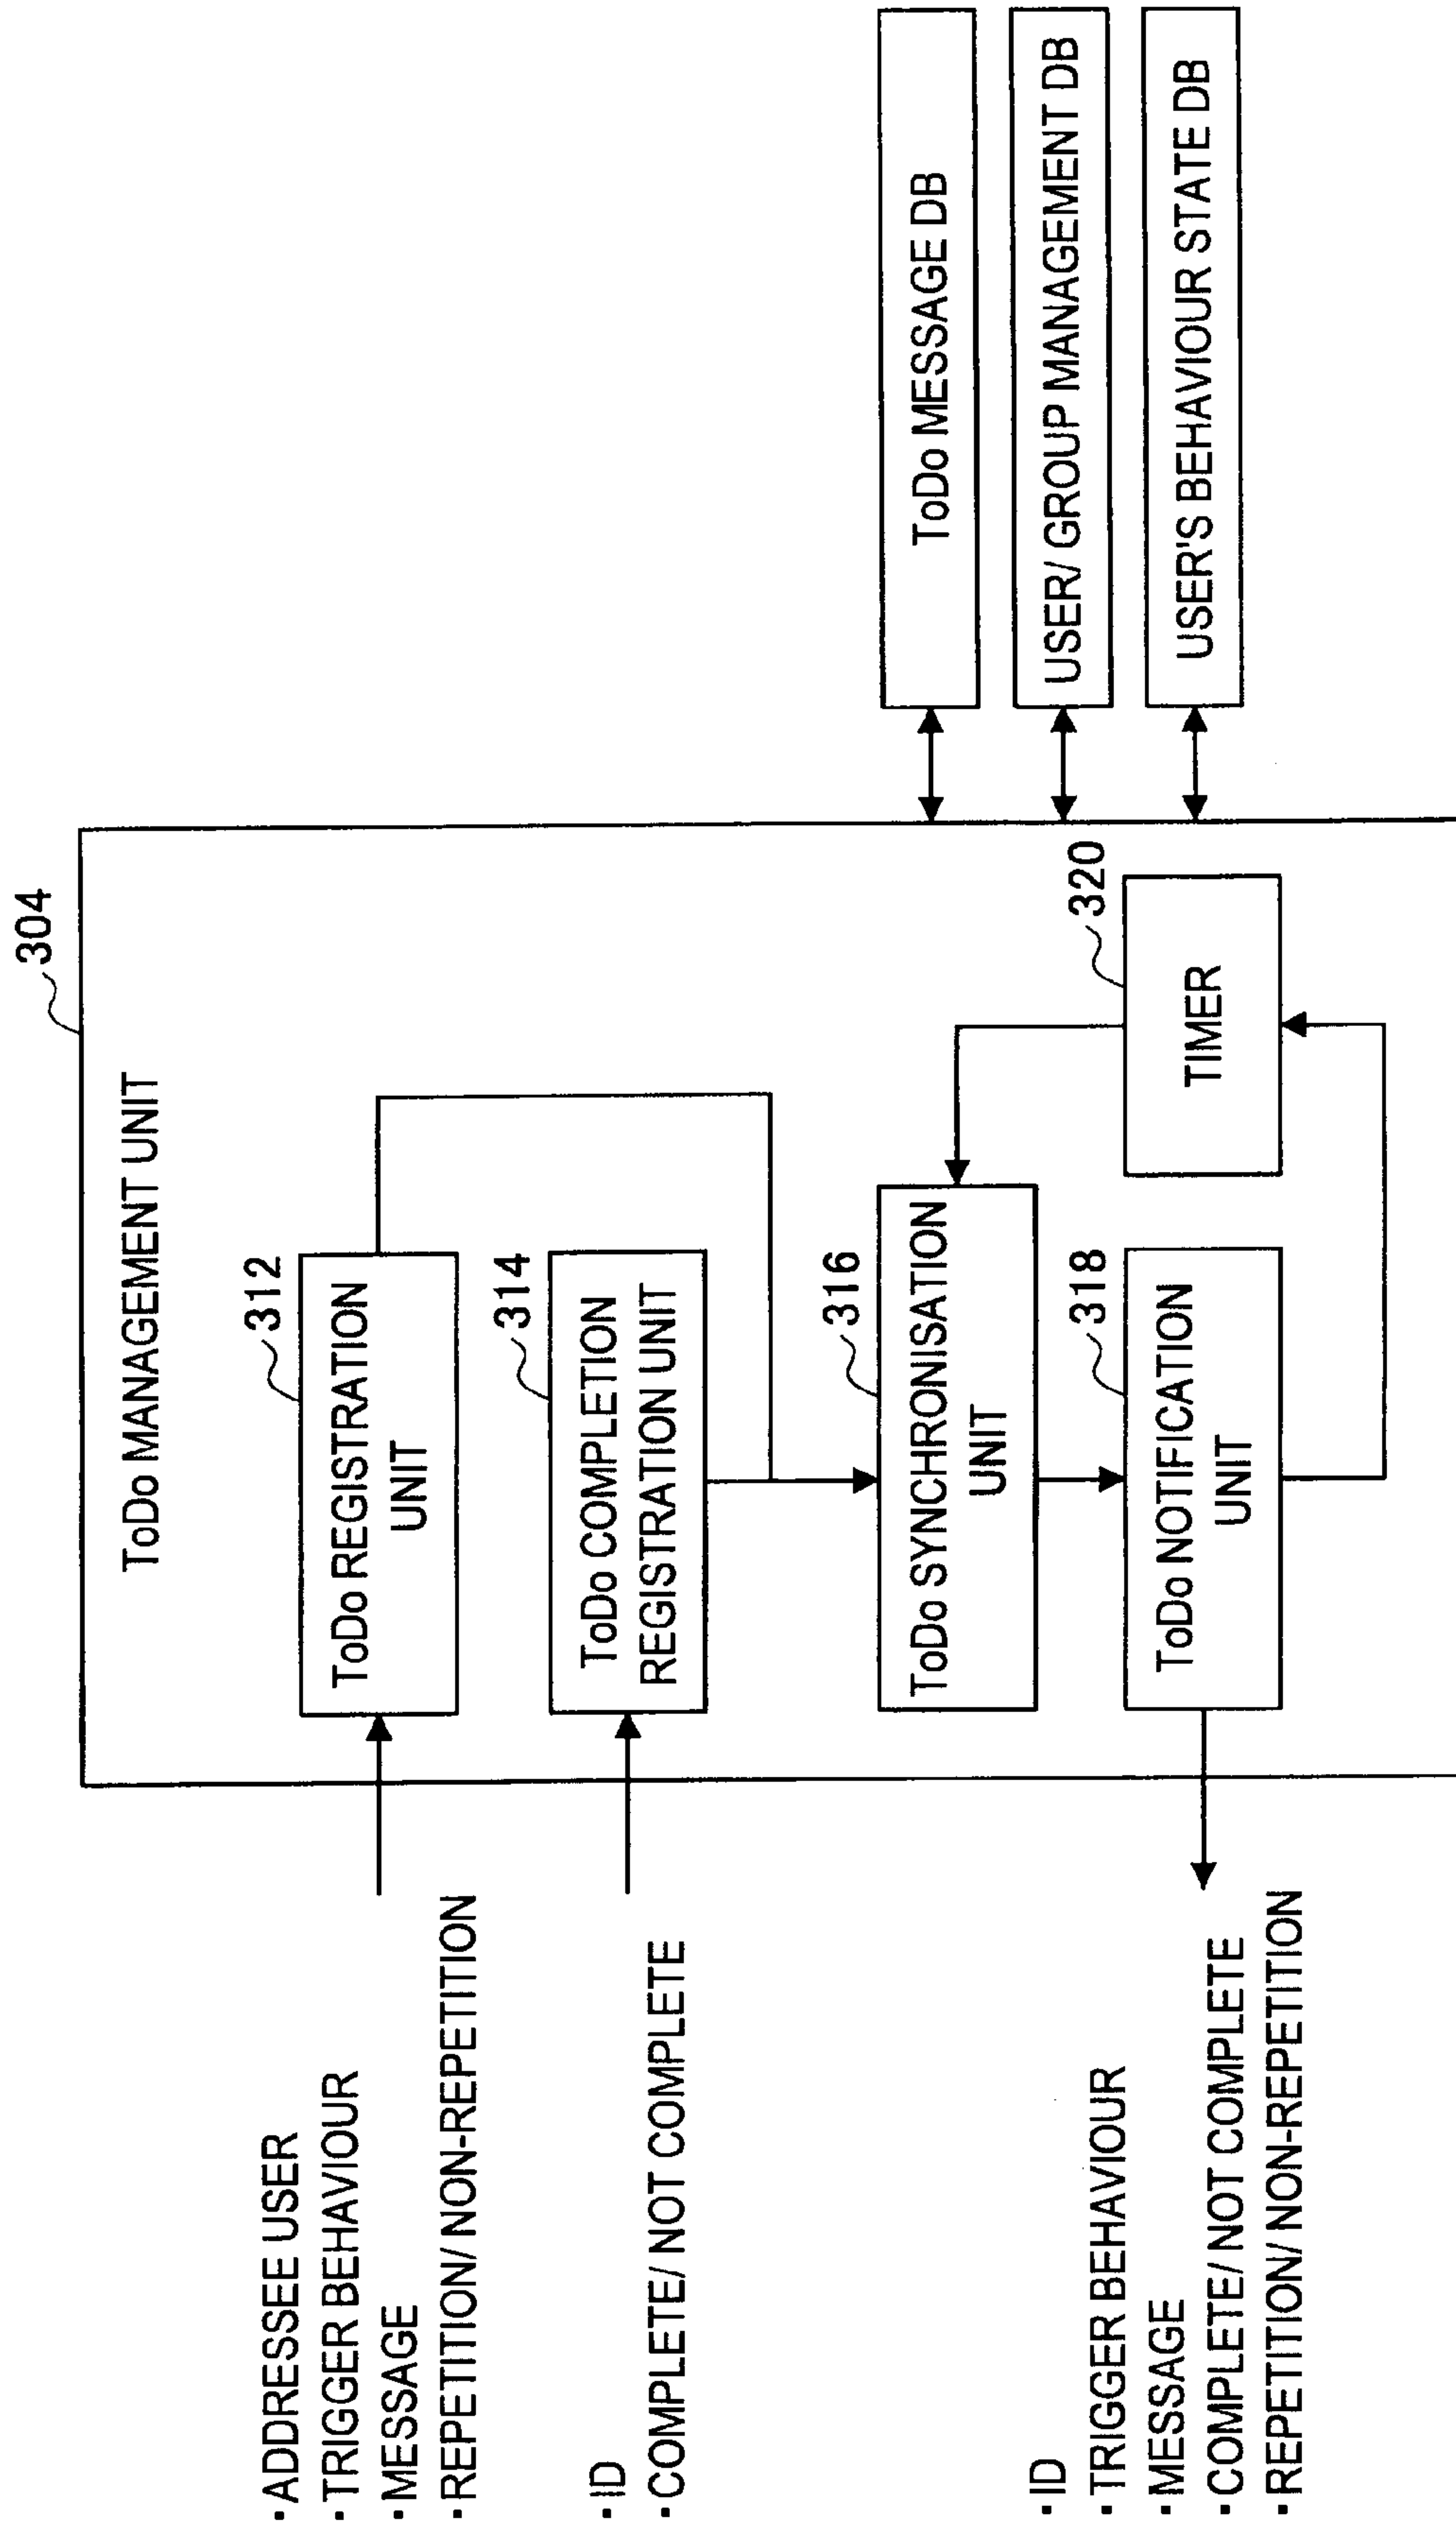 304
ToDo MANAGEMENT UNIT
·ADDRESSEE USER
·TRIGGER BEHAVIOUR
·MESSAGE
·REPETITION/ NON-REPETITION
312
ToDo REGISTRATION
UNIT
·ID
·COMPLETE/ NOT COMPLETE
314
ToDo COMPLETION
REGISTRATION UNIT
316
ToDo SYNCHRONISATION
UNIT
·ID
·TRIGGER BEHAVIOUR
·MESSAGE
·COMPLETE/ NOT COMPLETE
·REPETITION/ NON-REPETITION
318
ToDo NOTIFICATION
UNIT
320
TIMER
ToDo MESSAGE DB
USER/ GROUP MANAGEMENT DB
USER'S BEHAVIOUR STATE DB